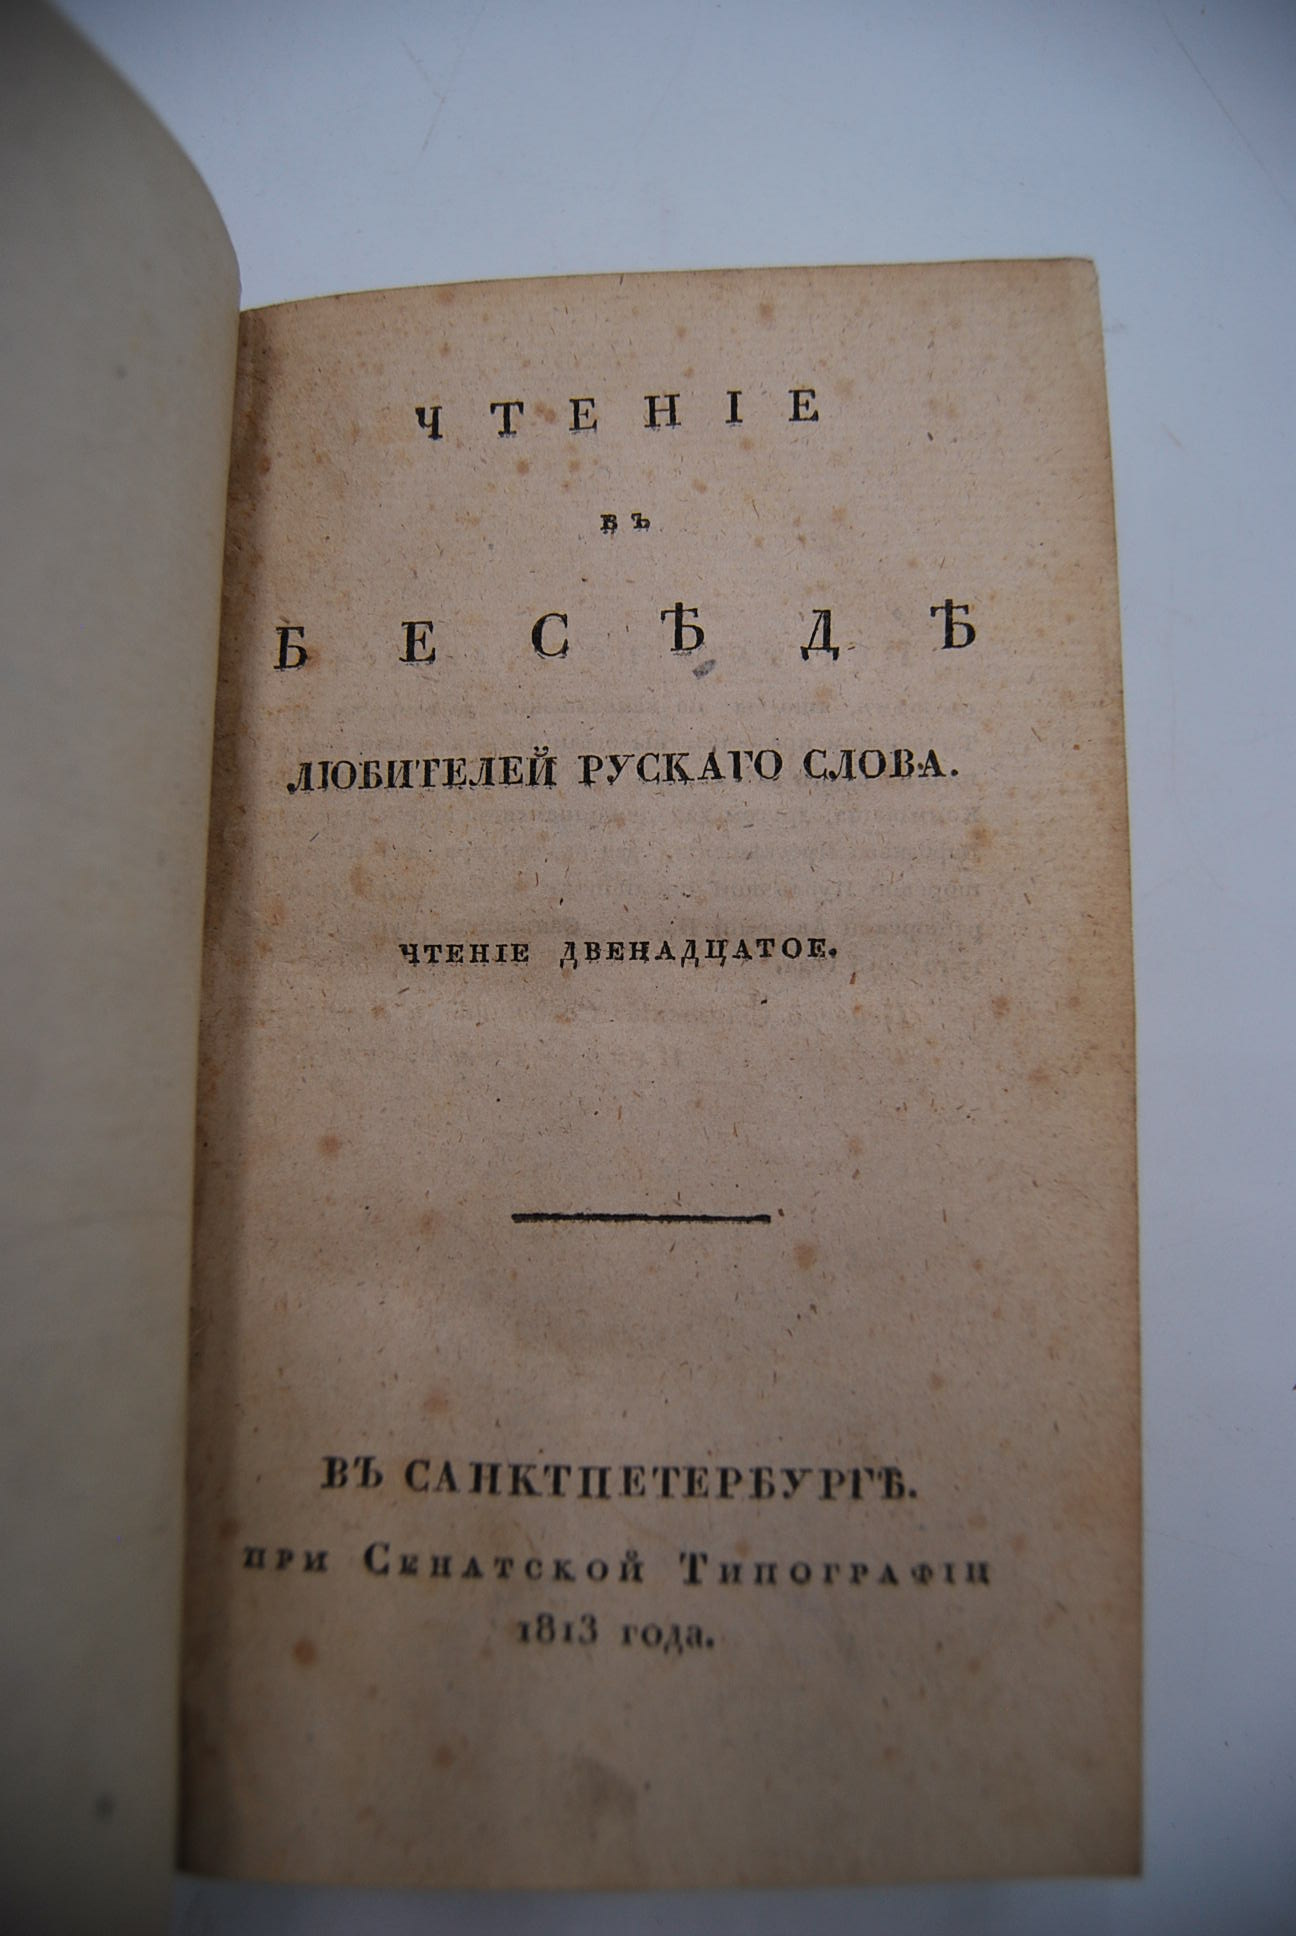 ЧТЕНІЕ
въ
БЕСѢДѢ
ЛЮБИТЕЛЕЙ РУСКАГО СЛОВА.
ЧТЕНІЕ ДВЕНАДЦАТОЕ.
ВЪ САНКТПЕТЕРБУРГѢ.
при Сенатской Типографіи
1813 года.